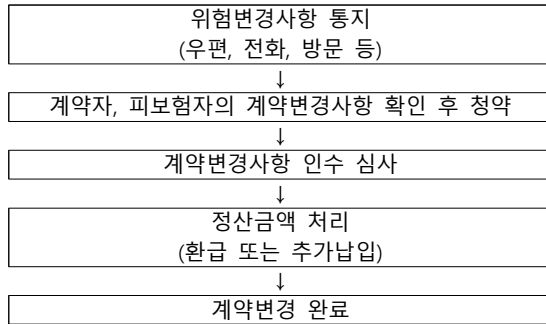 위험변경사항 통지
(우편, 전화, 방문 등)
↓
계약자, 피보험자의 계약변경사항 확인 후 청약
↓
계약변경사항 인수 심사
↓
정산금액 처리
(환급 또는 추가납입)
↓
계약변경 완료